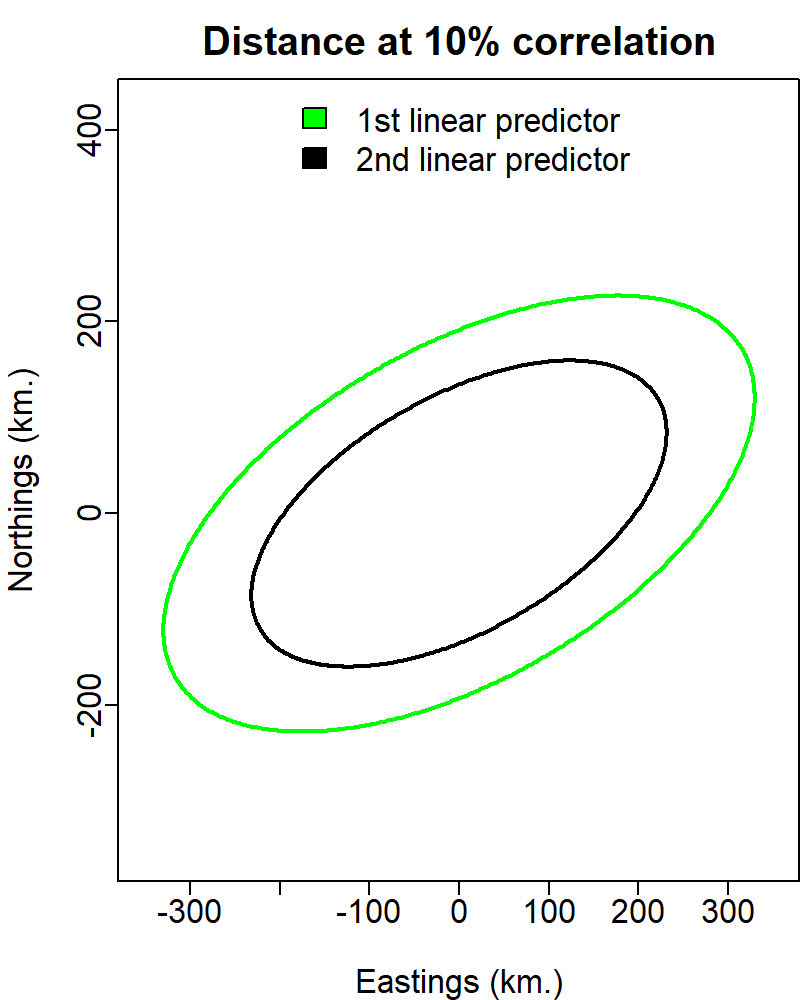 Distance at 10% correlation
1st linear predictor
2nd linear predictor
400
200
0
-200
Northings (km.)
-300 -100 0 100 200 300
Eastings (km.)